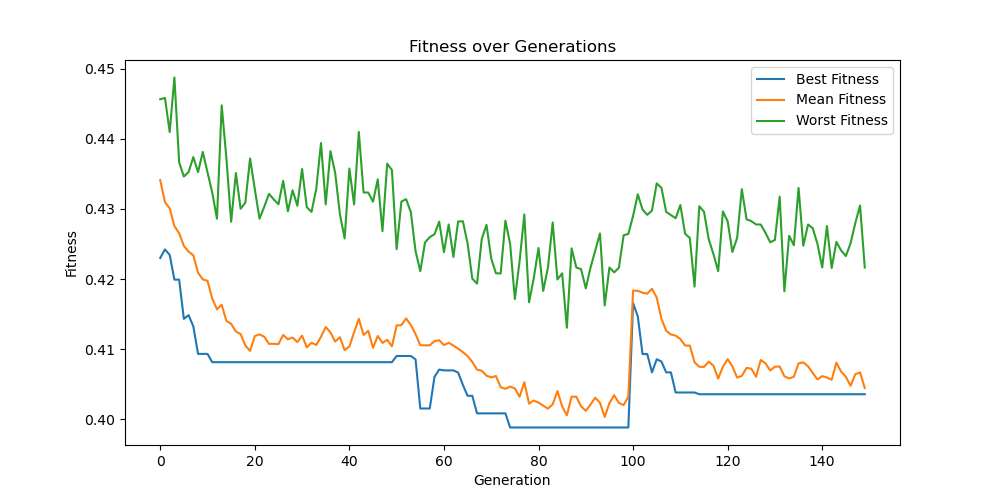 Fitness over Generations
Fitness
0.45
0.44
0.43
0.42
0.41
0.40
Best Fitness
Mean Fitness
Worst Fitness
0
20
40
60
80
100
120
140
Generation